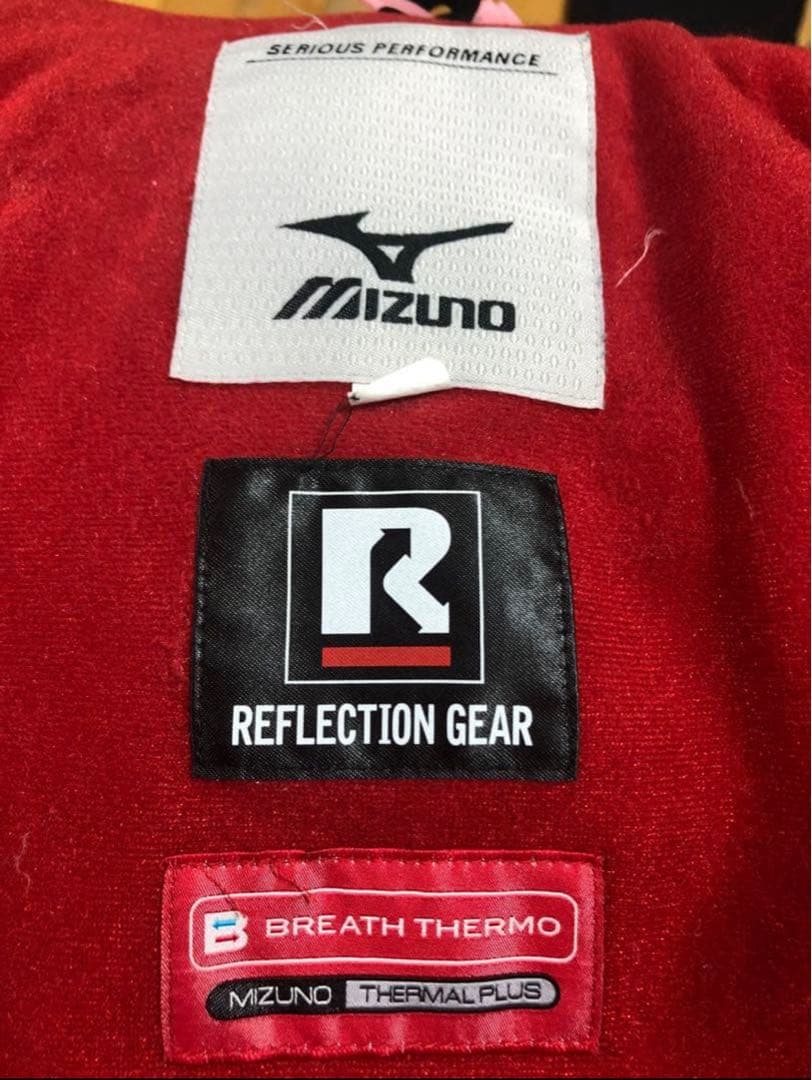 SERIOUS PERFORMANCE
MIZUNO
R
REFLECTION GEAR
B BREATH THERMO
MIZUNO THERMAL PLUS